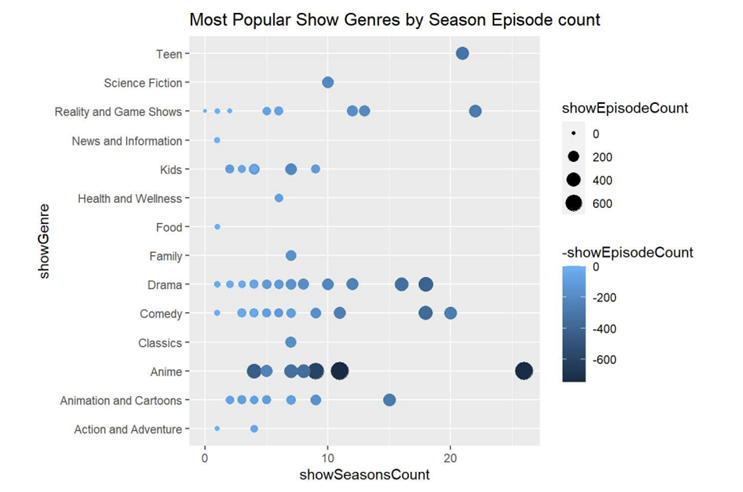 Most Popular Show Genres by Season Episode count
showGenre
Teen
Science Fiction
Reality and Game Shows
News and Information
Kids
Health and Wellness
Food
Family
Drama
Comedy
Classics
Anime
Animation and Cartoons
Action and Adventure
0 10 20
showSeasonsCount
showEpisodeCount
0
200
400
600
-showEpisodeCount
0
-200
-400
-600